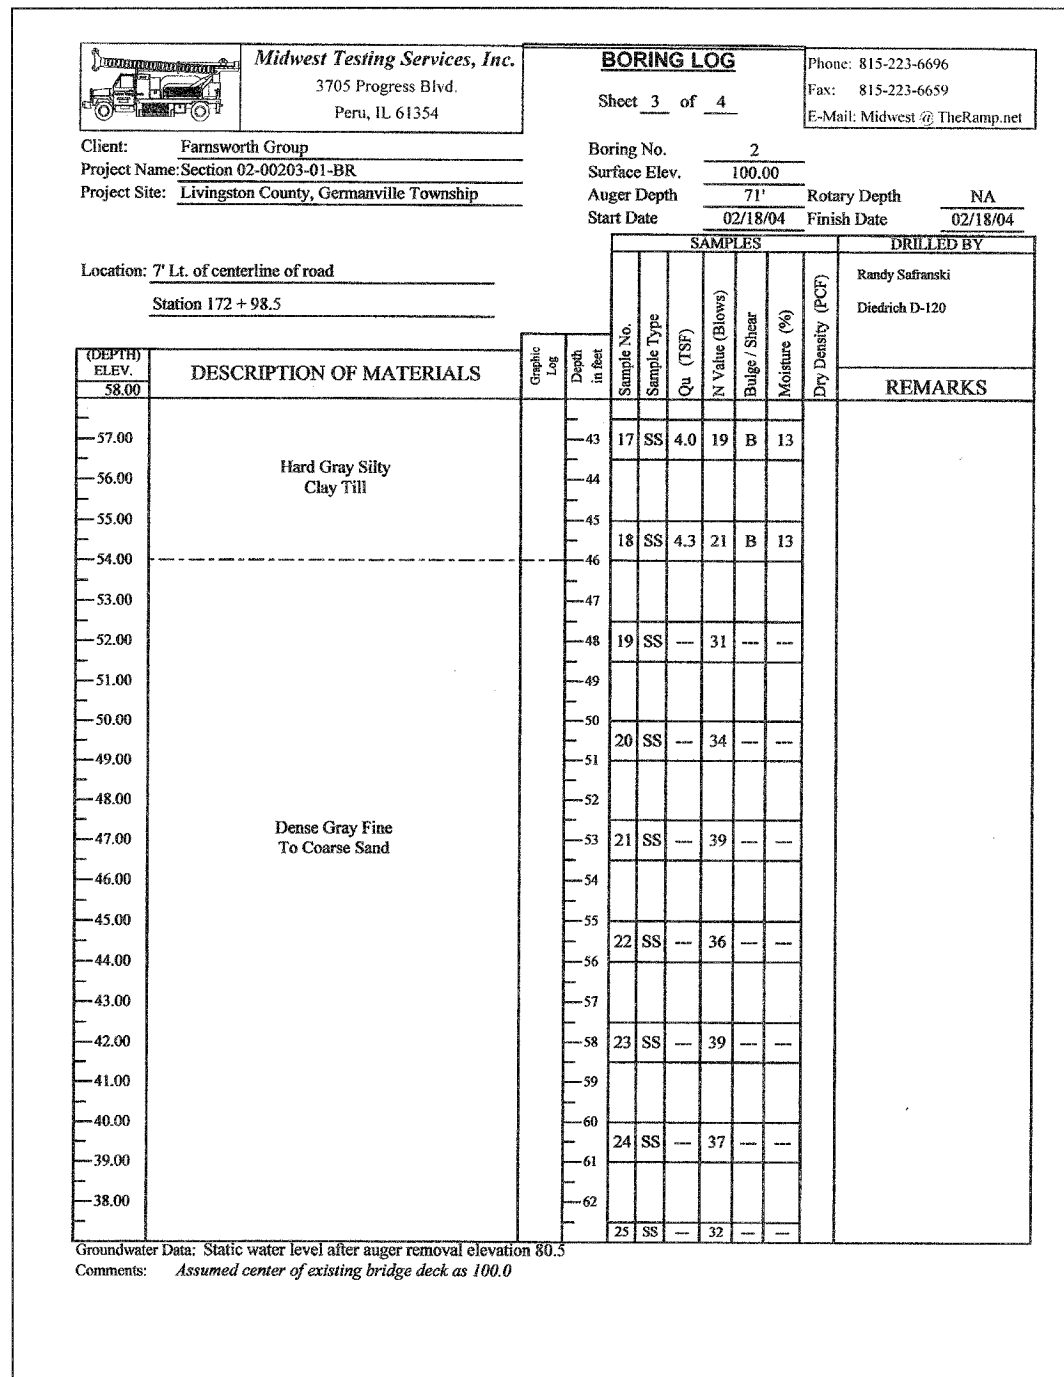 Midwest Testing Services, Inc.
3705 Progress Blvd.
Peru, IL 61354
BORING LOG
Sheet 3 of 4
Phone: 815-223-6696
Fax: 815-223-6659
E-Mail: Midwest @ TheRamp.net
Client: Farnsworth Group
Project Name: Section 02-00203-01-BR
Project Site: Livingston County, Germanville Township
Boring No. 2
Surface Elev. 100.00
Auger Depth 71' Rotary Depth NA
Start Date 02/18/04 Finish Date 02/18/04
Location: 7' Lt. of centerline of road
Station 172 + 98.5
SAMPLES
DRILLED BY
Randy Safranski
Diedrich D-120
(DEPTH)
ELEV.
58.00
DESCRIPTION OF MATERIALS
Graphic
Log
Depth
in feet
Sample No.
Sample Type
Qu (TSF)
N Value (Blows)
Bulge / Shear
Moisture (%)
Dry Density (PCF)
REMARKS
57.00 43 17 SS 4.0 19 B 13
Hard Gray Silty
56.00 44
Clay Till
55.00 45
18 SS 4.3 21 B 13
54.00 46
53.00 47
52.00 48 19 SS --- 31 --- ---
51.00 49
50.00 50
20 SS --- 34 --- ---
49.00 51
48.00 52
Dense Gray Fine
47.00 53 21 SS --- 39 --- ---
To Coarse Sand
46.00 54
45.00 55
22 SS --- 36 --- ---
44.00 56
43.00 57
42.00 58 23 SS --- 39 --- ---
41.00 59
40.00 60
24 SS --- 37 --- ---
39.00 61
38.00 62
25 SS --- 32 --- ---
Groundwater Data: Static water level after auger removal elevation 80.5
Comments: Assumed center of existing bridge deck as 100.0